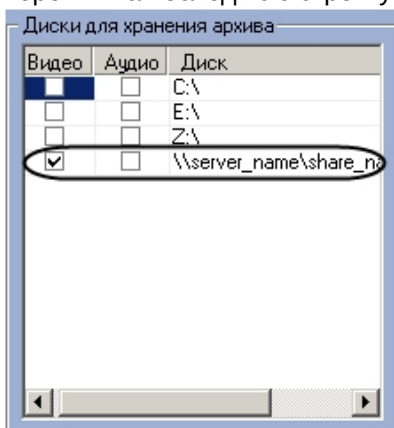 Диски для хранения архива
Видео Аудио Диск
C:\
E:\
Z:\
\\server_name\share_na